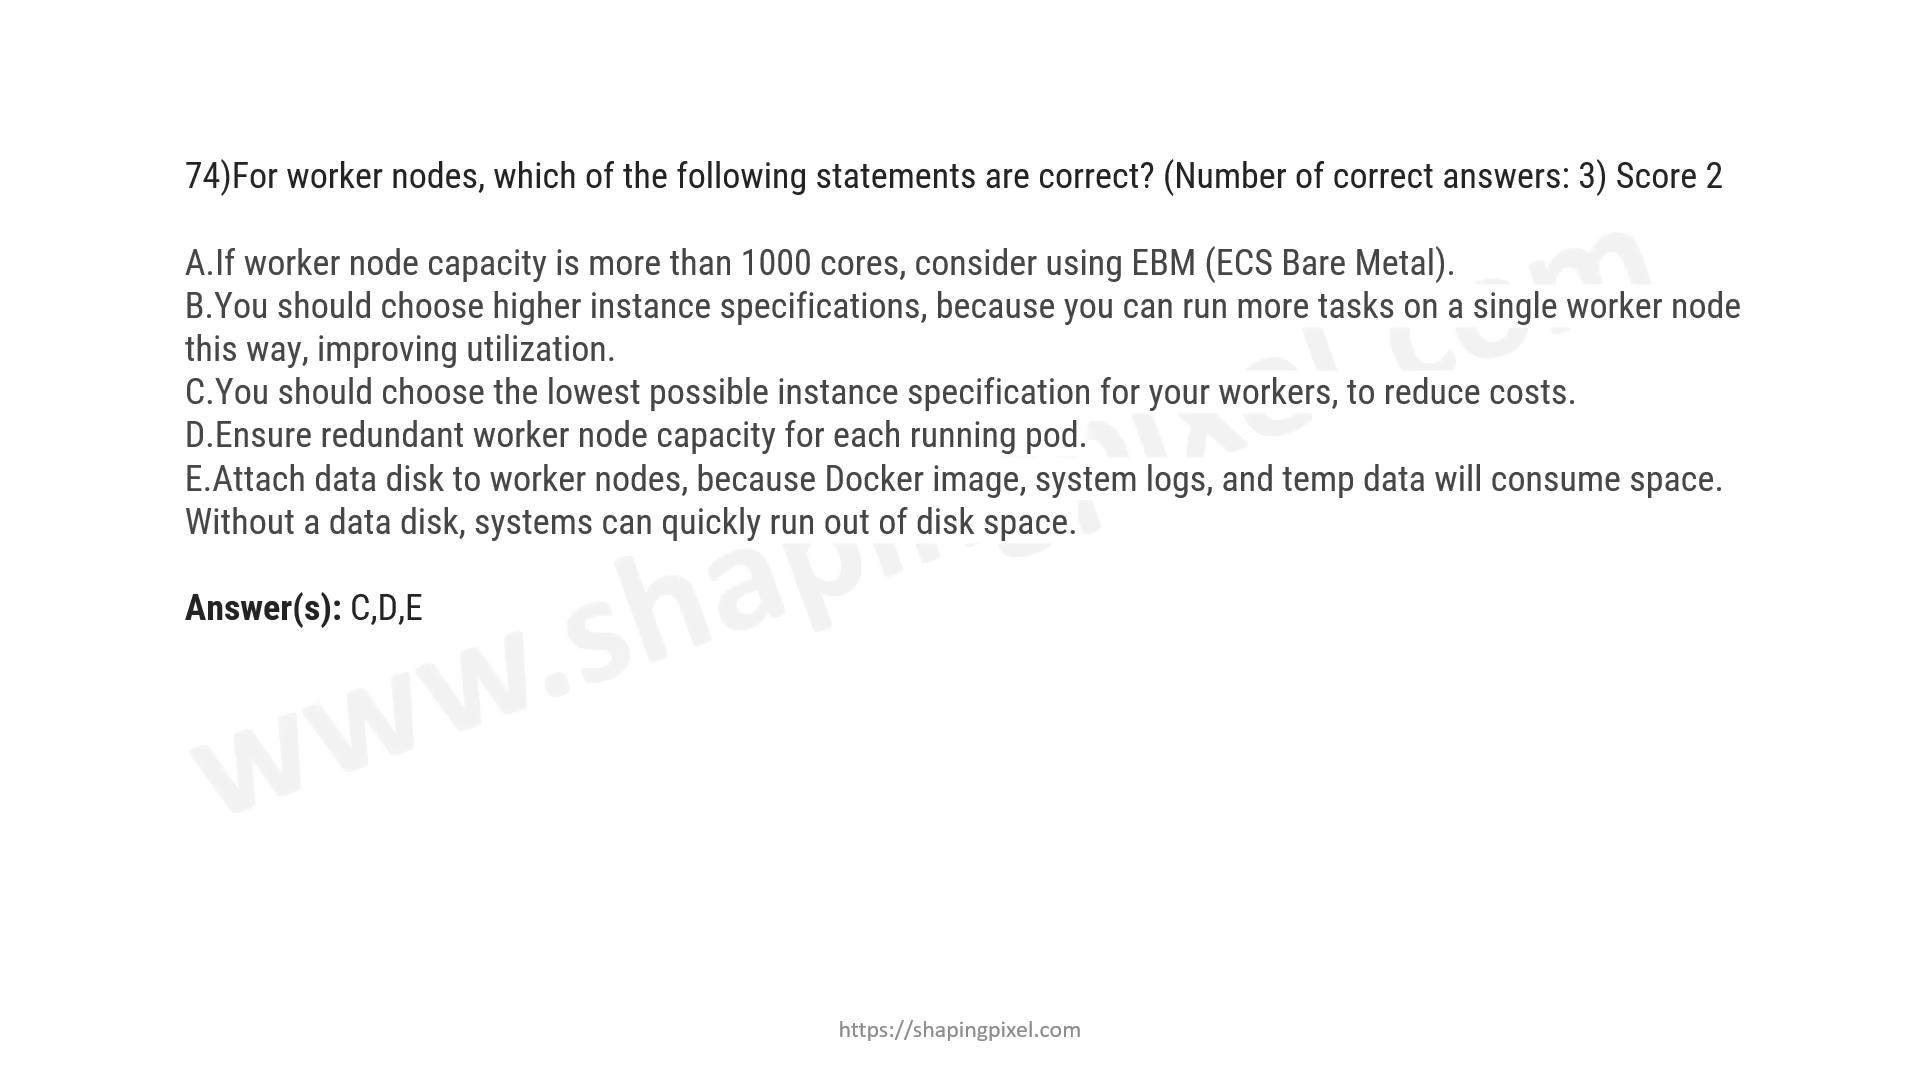 74)For worker nodes, which of the following statements are correct? (Number of correct answers: 3) Score 2
A.If worker node capacity is more than 1000 cores, consider using EBM (ECS Bare Metal).
B.You should choose higher instance specifications, because you can run more tasks on a single worker node
this way, improving utilization.
C.You should choose the lowest possible instance specification for your workers, to reduce costs.
D.Ensure redundant worker node capacity for each running pod.
E.Attach data disk to worker nodes, because Docker image, system logs, and temp data will consume space.
Without a data disk, systems can quickly run out of disk space.
Answer(s): C,D,E
www.shapingpixel.com
https://shapingpixel.com